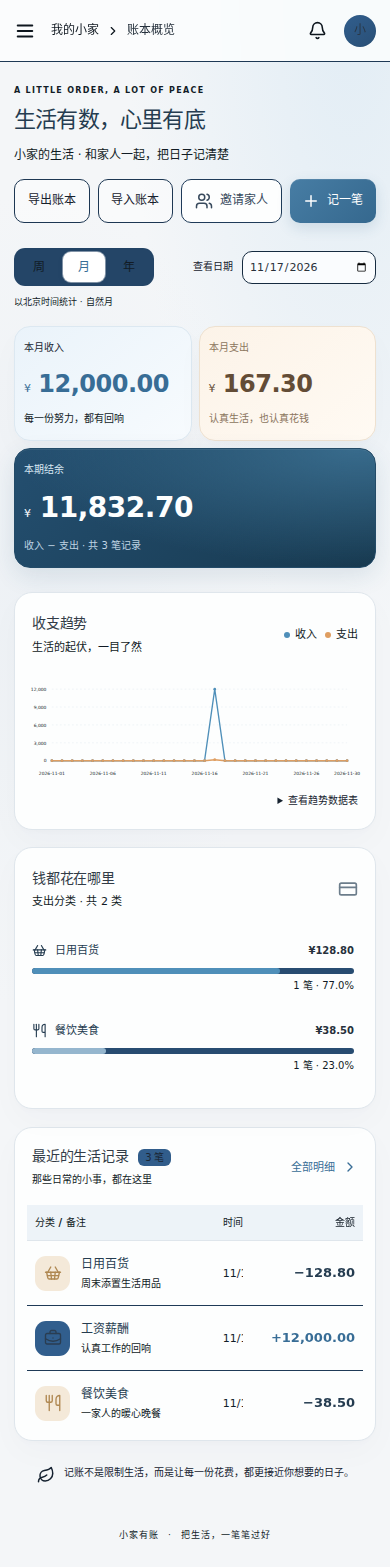 我的小家 > 账本概览 小
A LITTLE ORDER, A LOT OF PEACE
生活有数，心里有底
小家的生活 · 和家人一起，把日子记清楚
导出账本 导入账本 邀请家人 + 记一笔
周 月 年 查看日期 11/17/2026
以北京时间统计 · 自然月
本月收入 本月支出
¥ 12,000.00 ¥ 167.30
每一份努力，都有回响 认真生活，也认真花钱
本期结余
¥ 11,832.70
收入 − 支出 · 共 3 笔记录
收支趋势
生活的起伏，一目了然
收入 支出
12,000
9,000
6,000
3,000
0
2026-11-01 2026-11-06 2026-11-11 2026-11-16 2026-11-21 2026-11-26 2026-11-30
▶ 查看趋势数据表
钱都花在哪里
支出分类 · 共 2 类
日用百货 ¥128.80
1 笔 · 77.0%
餐饮美食 ¥38.50
1 笔 · 23.0%
最近的生活记录 3 笔
那些日常的小事，都在这里
全部明细 >
分类 / 备注 时间 金额
日用百货
周末添置生活用品
11/ −128.80
工资薪酬
认真工作的回响
11/ +12,000.00
餐饮美食
一家人的暖心晚餐
11/ −38.50
记账不是限制生活，而是让每一份花费，都更接近你想要的日子。
小家有账 · 把生活，一笔笔过好